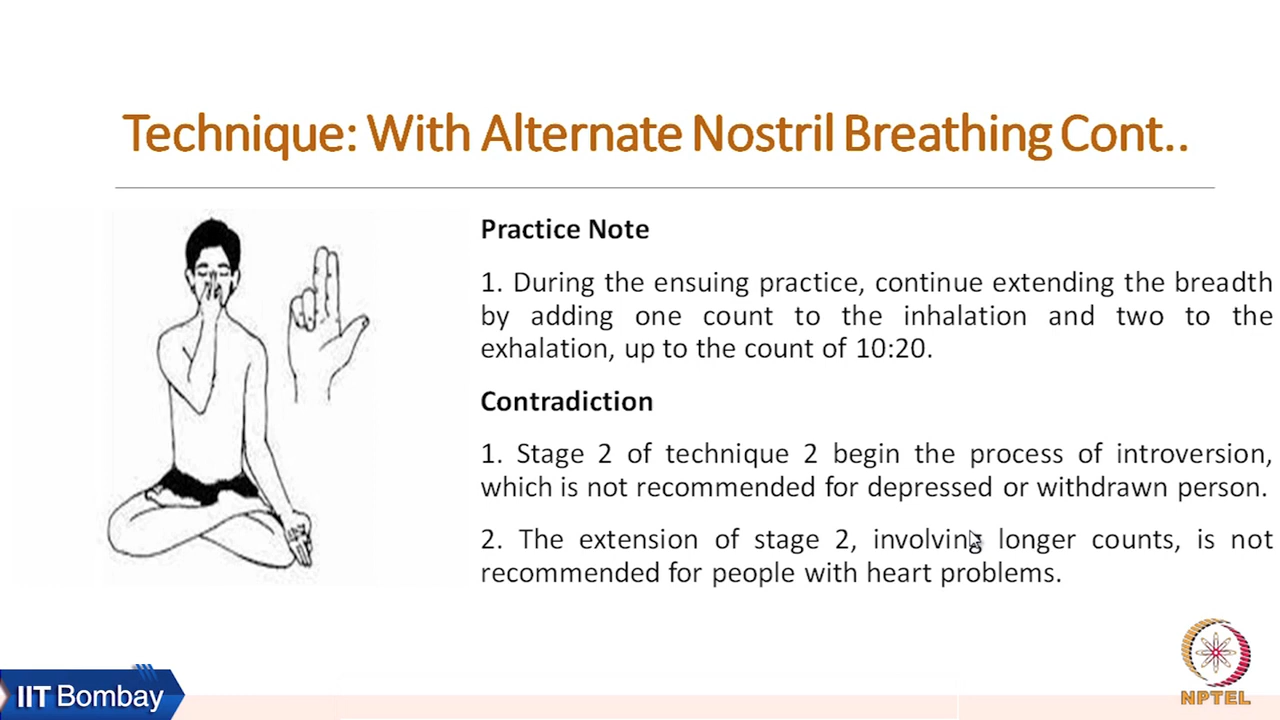 Technique: With Alternate Nostril Breathing Cont..
Practice Note
1. During the ensuing practice, continue extending the breadth
by adding one count to the inhalation and two to the
exhalation, up to the count of 10:20.
Contradiction
1. Stage 2 of technique 2 begin the process of introversion,
which is not recommended for depressed or withdrawn person.
2. The extension of stage 2, involving longer counts, is not
recommended for people with heart problems.
IIT Bombay
NPTEL